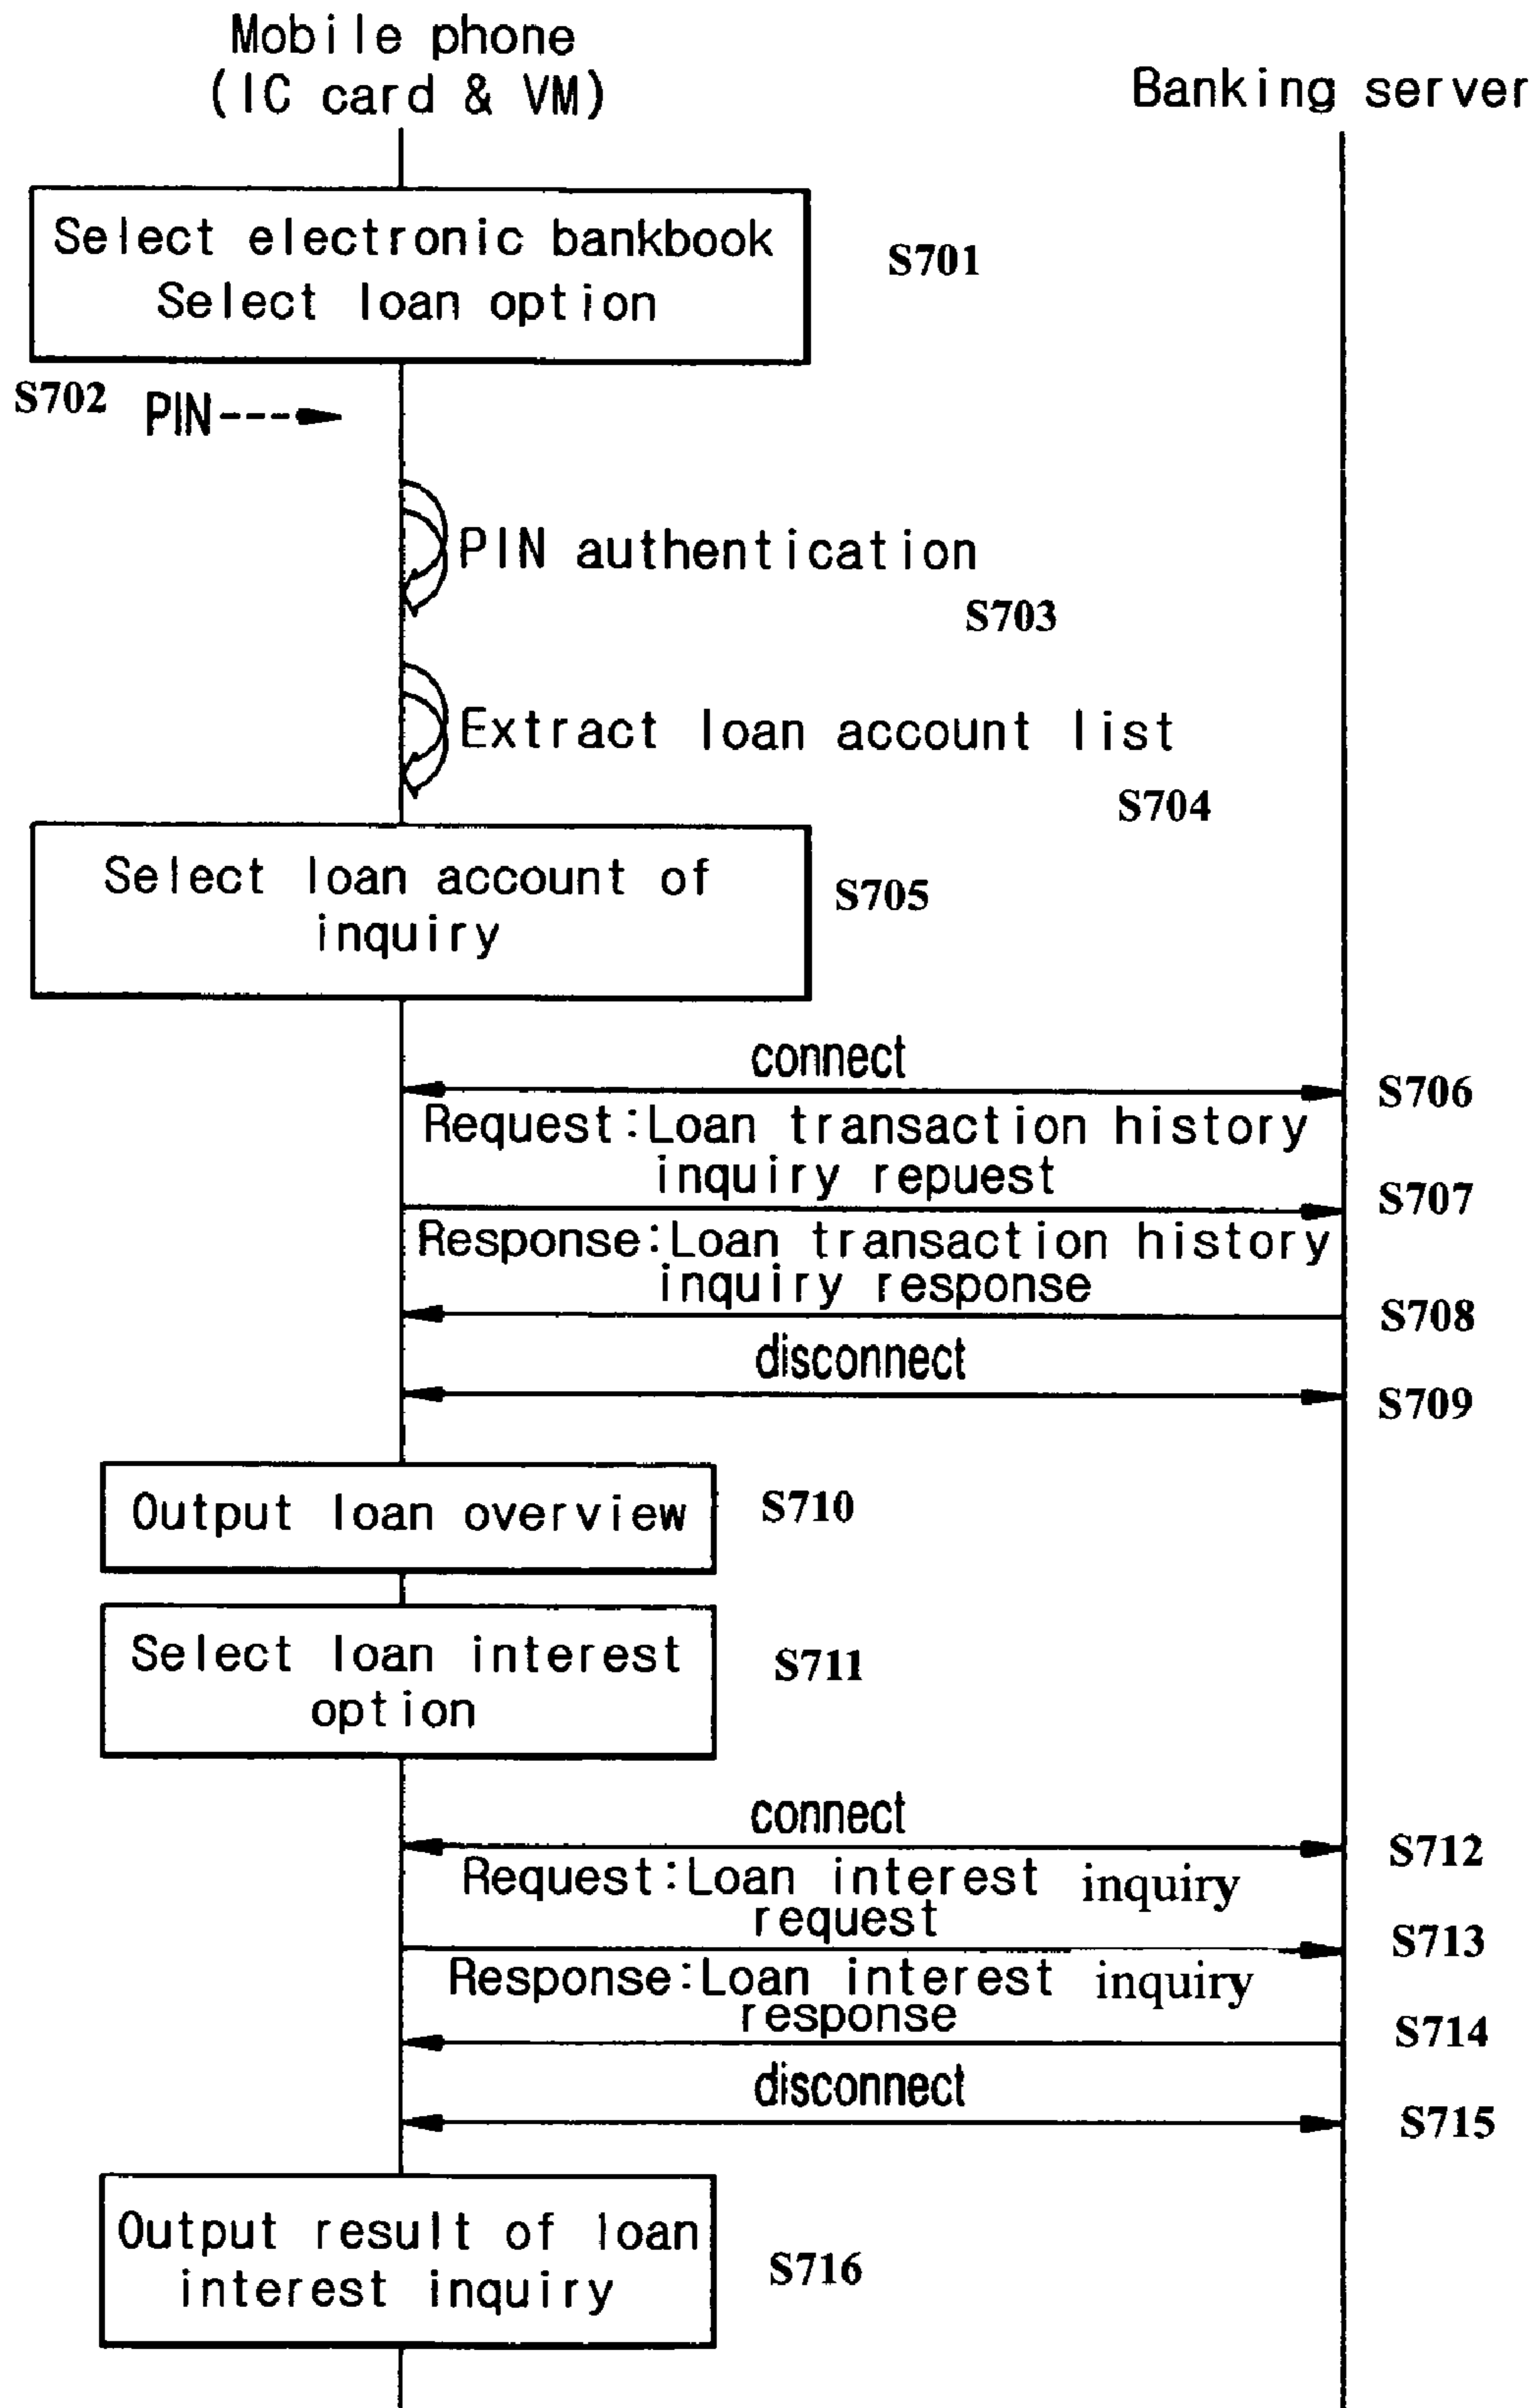 Mobile phone
(IC card & VM)
Banking server
Select electronic bankbook
Select loan option
S701
S702
PIN
PIN authentication
S703
Extract loan account list
S704
Select loan account of
inquiry
S705
connect
S706
Request:Loan transaction history
inquiry repuest
S707
Response:Loan transaction history
inquiry response
S708
disconnect
S709
Output loan overview
S710
Select loan interest
option
S711
connect
S712
Request:Loan interest inquiry
request
S713
Response:Loan interest inquiry
response
S714
disconnect
S715
Output result of loan
interest inquiry
S716